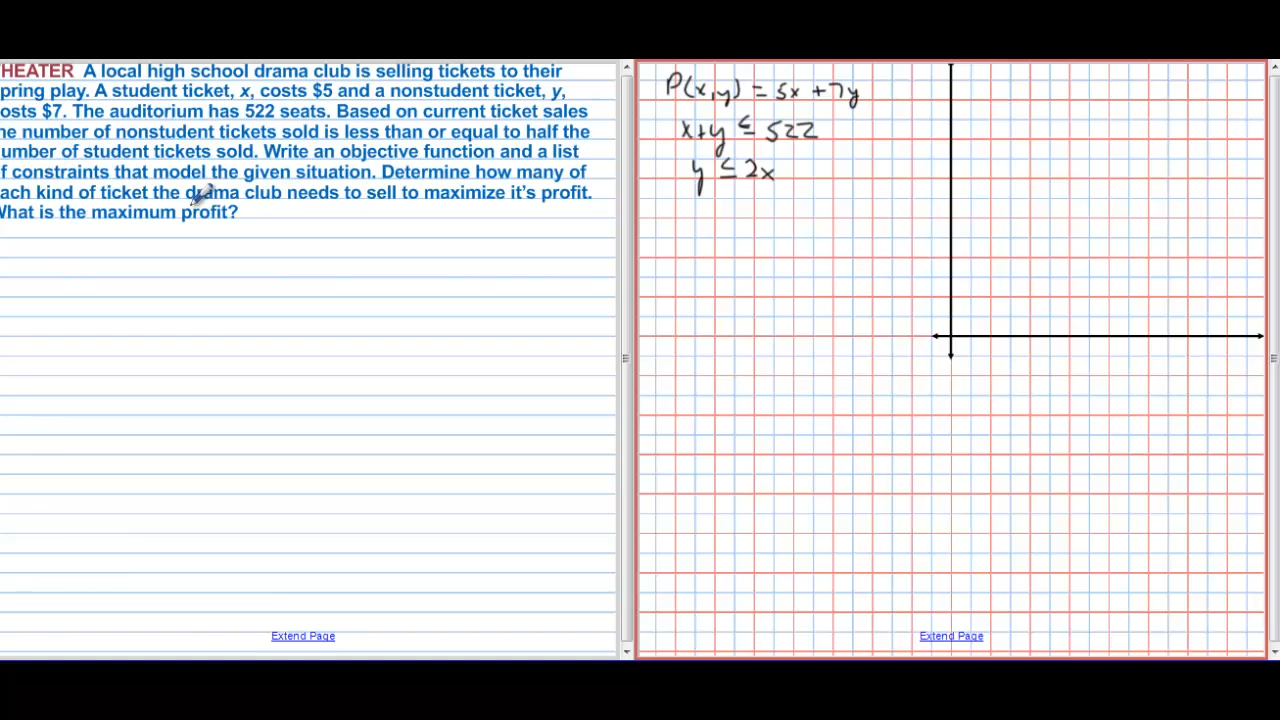 HEATER A local high school drama club is selling tickets to their
pring play. A student ticket, x, costs $5 and a nonstudent ticket, y,
osts $7. The auditorium has 522 seats. Based on current ticket sales
he number of nonstudent tickets sold is less than or equal to half the
umber of student tickets sold. Write an objective function and a list
f constraints that model the given situation. Determine how many of
ach kind of ticket the drama club needs to sell to maximize it’s profit.
What is the maximum profit?
P(x,y) = 5x + 7y
x+y ≤ 522
y ≤ 2x
Extend Page
Extend Page